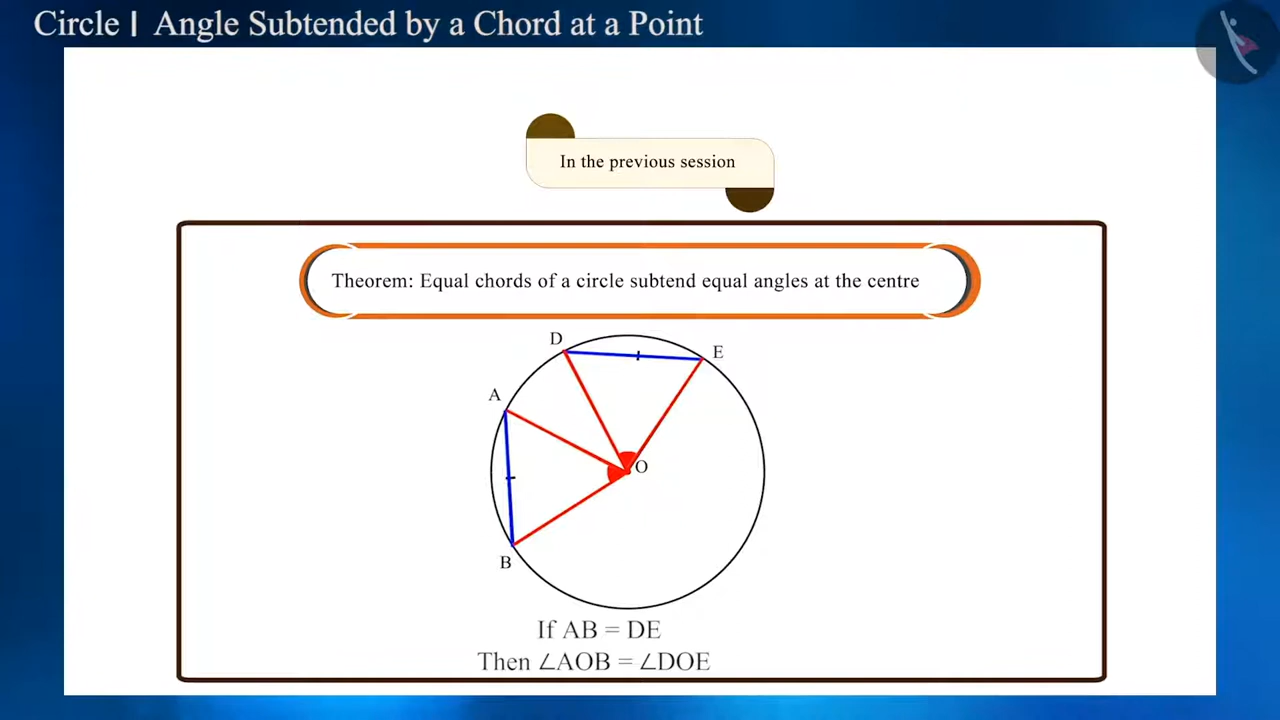 Circle | Angle Subtended by a Chord at a Point
In the previous session
Theorem: Equal chords of a circle subtend equal angles at the centre
D
E
A
O
B
If AB = DE
Then ∠AOB = ∠DOE